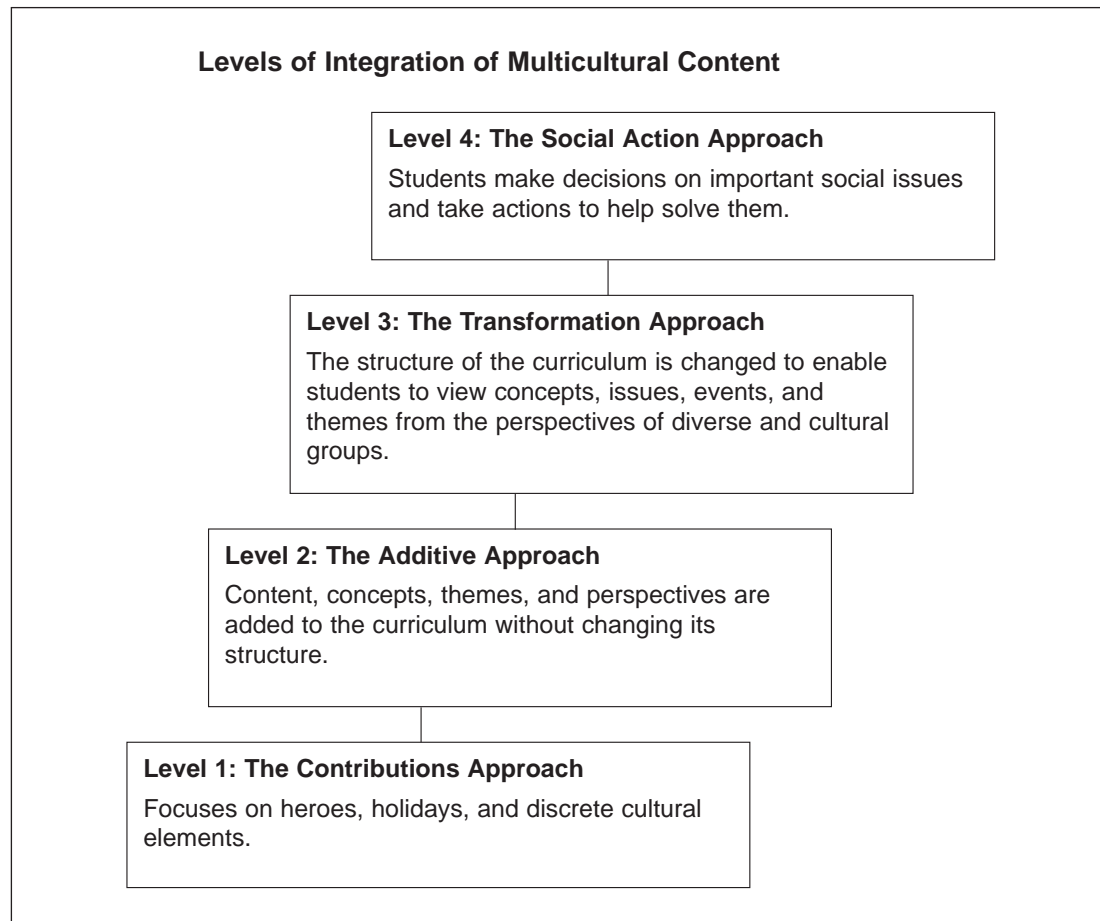 Levels of Integration of Multicultural Content
Level 4: The Social Action Approach
Students make decisions on important social issues
and take actions to help solve them.
Level 3: The Transformation Approach
The structure of the curriculum is changed to enable
students to view concepts, issues, events, and
themes from the perspectives of diverse and cultural
groups.
Level 2: The Additive Approach
Content, concepts, themes, and perspectives are
added to the curriculum without changing its
structure.
Level 1: The Contributions Approach
Focuses on heroes, holidays, and discrete cultural
elements.